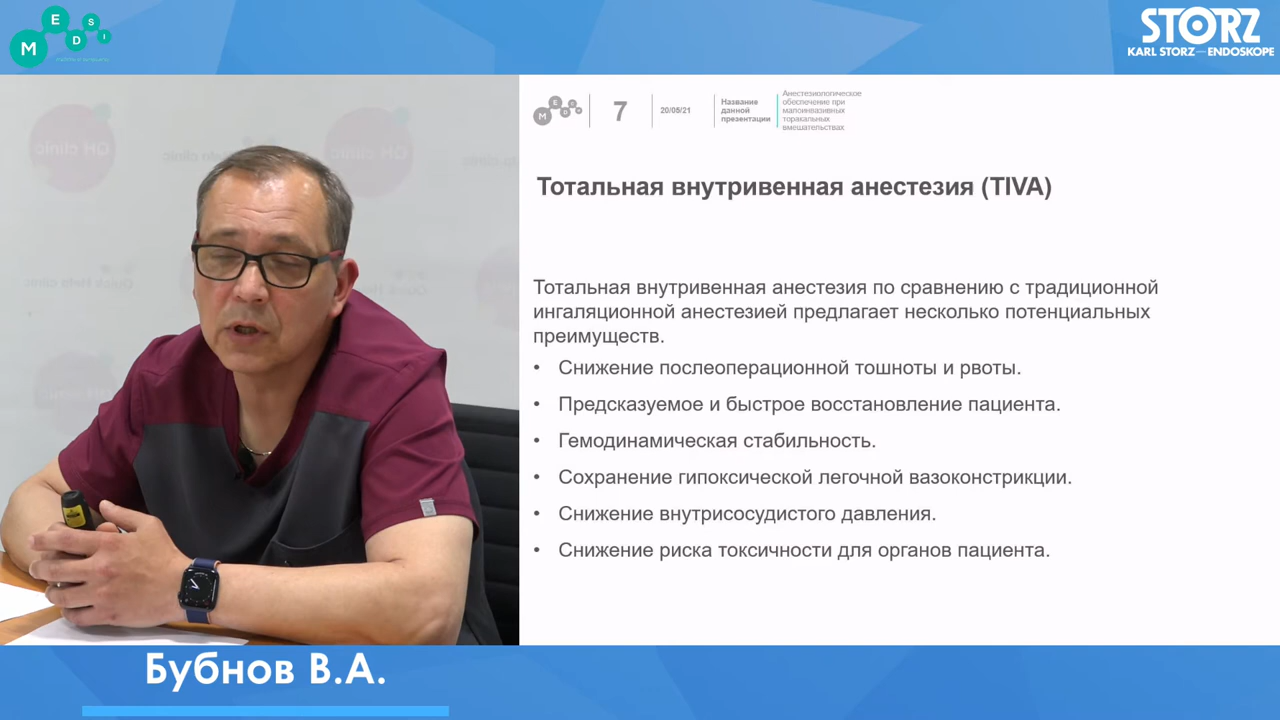 MEDSI
STORZ
KARL STORZ—ENDOSKOPE
MEDSI
7
20/05/21
Название
данной
презентации
Анестезиологическое
обеспечение при
малоинвазивных
торакальных
вмешательствах
Тотальная внутривенная анестезия (TIVA)
Тотальная внутривенная анестезия по сравнению с традиционной
ингаляционной анестезией предлагает несколько потенциальных
преимуществ.
• Снижение послеоперационной тошноты и рвоты.
• Предсказуемое и быстрое восстановление пациента.
• Гемодинамическая стабильность.
• Сохранение гипоксической легочной вазоконстрикции.
• Снижение внутрисосудистого давления.
• Снижение риска токсичности для органов пациента.
Бубнов В.А.